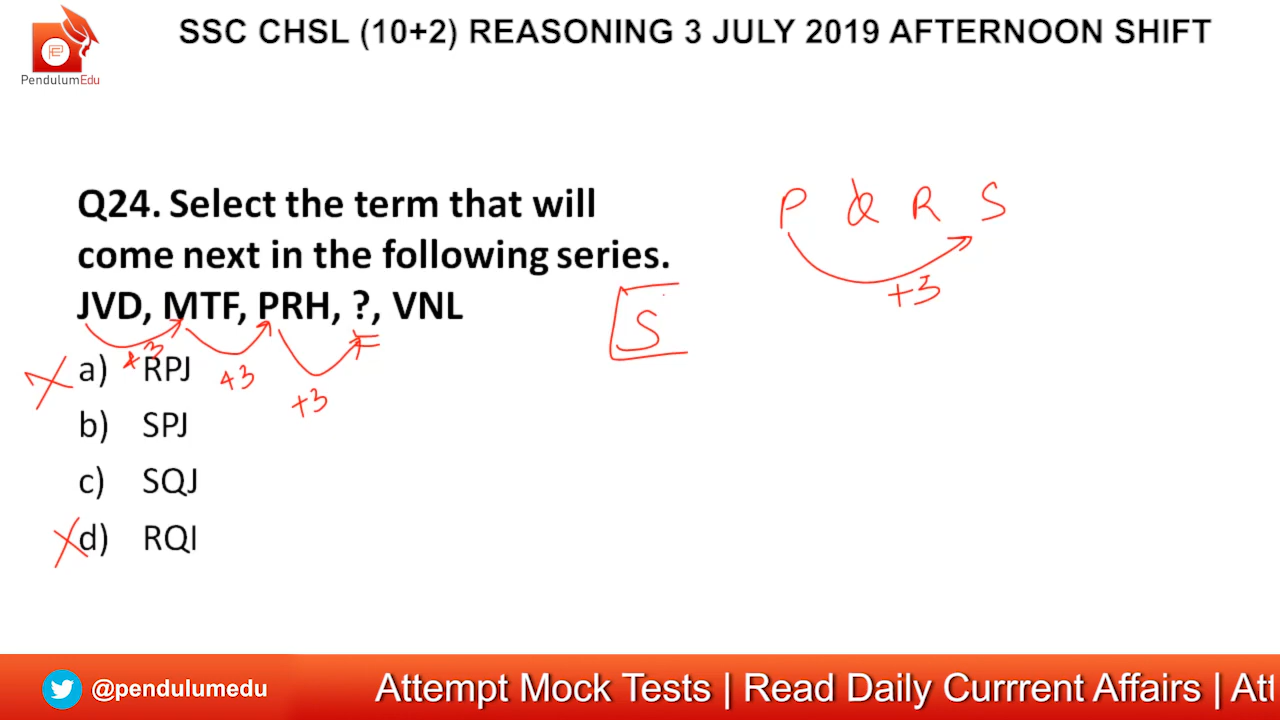 SSC CHSL (10+2) REASONING 3 JULY 2019 AFTERNOON SHIFT
PendulumEdu
Q24. Select the term that will
come next in the following series.
JVD, MTF, PRH, ?, VNL
+3 +3 +3
a) RPJ
b) SPJ
c) SQJ
d) RQI
P Q R S
+3
S
@pendulumedu
Attempt Mock Tests | Read Daily Currrent Affairs | Att